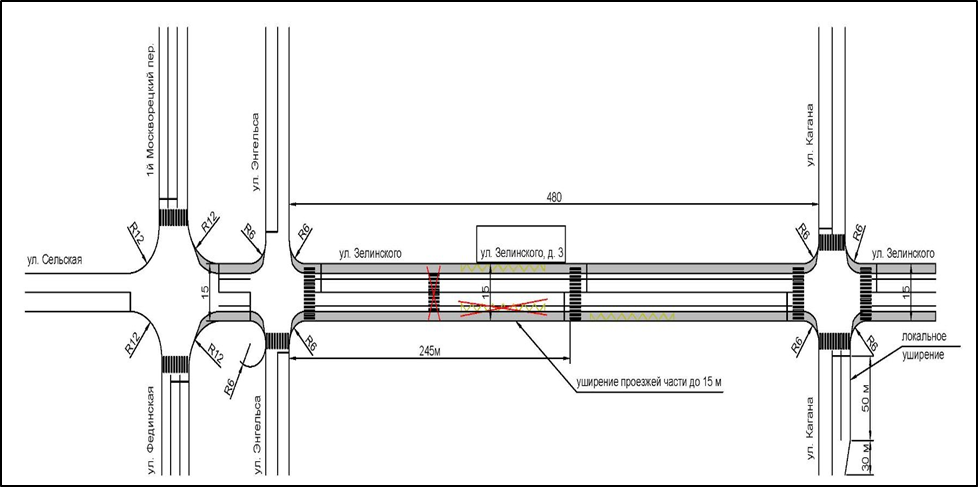 1й Москворецкий пер.
ул. Энгельса
ул. Кагана
480
R12
R12
R6
R6
R6
R6
ул. Сельская
ул. Зелинского
ул. Зелинского, д. 3
ул. Зелинского
15
15
15
R12
R12
R6
R6
R6
R6
245м
уширение проезжей части до 15 м
локальное
уширение
50 м
30 м
ул. Фединская
ул. Энгельса
ул. Кагана